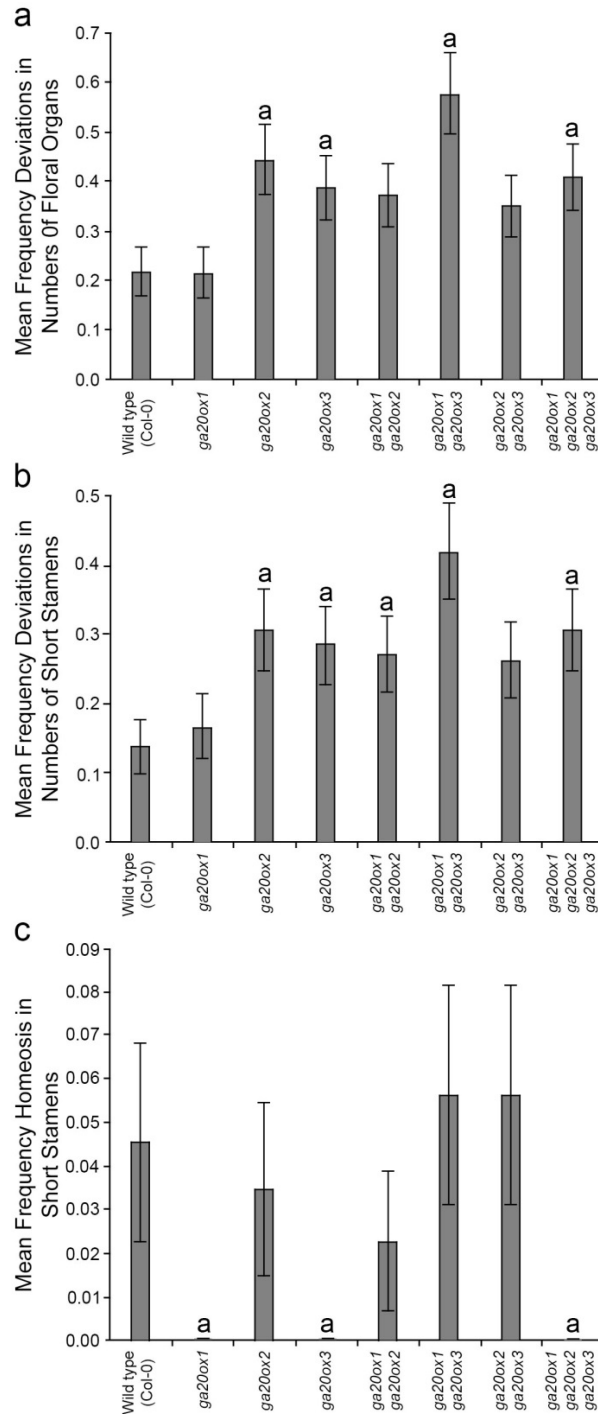 a
Mean Frequency Deviations in
Numbers 0f Floral Organs
0.7
0.6
0.5
0.4
0.3
0.2
0.1
0.0
a
a
a
a
Wild type
(Col-0)
ga20ox1
ga20ox2
ga20ox3
ga20ox1
ga20ox2
ga20ox1
ga20ox3
ga20ox2
ga20ox3
ga20ox1
ga20ox2
ga20ox3
b
Mean Frequency Deviations in
Numbers of Short Stamens
0.5
0.4
0.3
0.2
0.1
0.0
a
a
a
a
a
Wild type
(Col-0)
ga20ox1
ga20ox2
ga20ox3
ga20ox1
ga20ox2
ga20ox1
ga20ox3
ga20ox2
ga20ox3
ga20ox1
ga20ox2
ga20ox3
c
Mean Frequency Homeosis in
Short Stamens
0.09
0.08
0.07
0.06
0.05
0.04
0.03
0.02
0.01
0.00
a
a
a
Wild type
(Col-0)
ga20ox1
ga20ox2
ga20ox3
ga20ox1
ga20ox2
ga20ox1
ga20ox3
ga20ox2
ga20ox3
ga20ox1
ga20ox2
ga20ox3